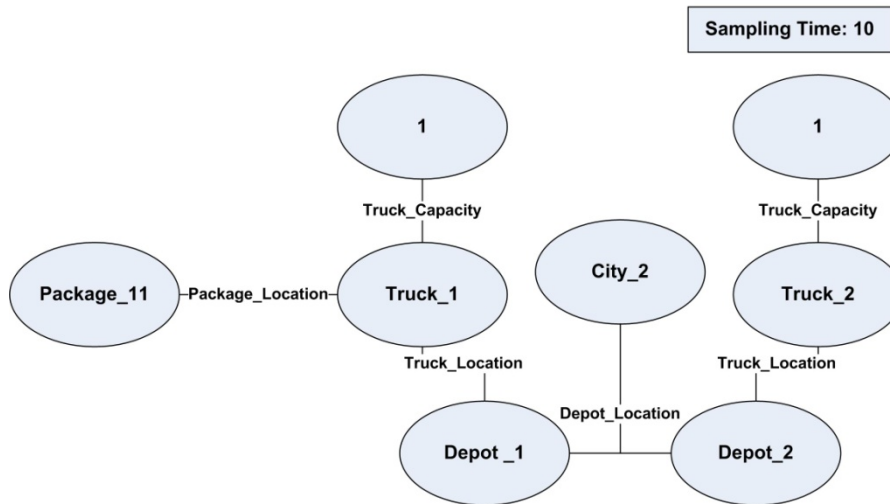 Sampling Time: 10
1
1
Truck_Capacity
Truck_Capacity
Package_11
Package_Location
Truck_1
City_2
Truck_2
Truck_Location
Truck_Location
Depot_Location
Depot _1
Depot_2